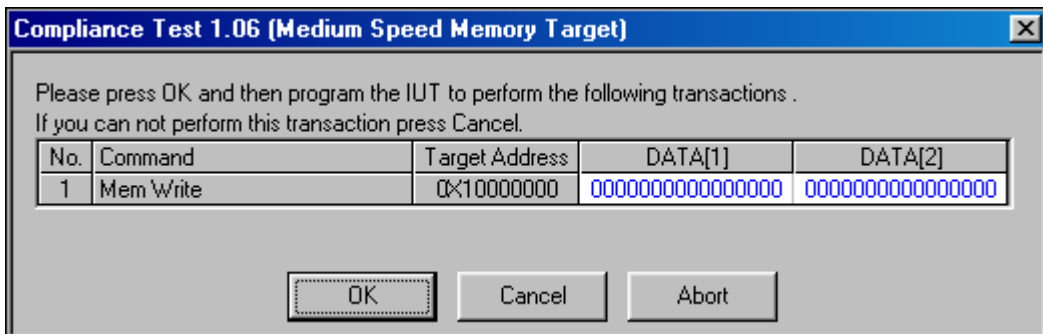 Compliance Test 1.06 (Medium Speed Memory Target)
Please press OK and then program the IUT to perform the following transactions .
If you can not perform this transaction press Cancel.
No. Command Target Address DATA[1] DATA[2]
1 Mem Write 0X10000000 0000000000000000 0000000000000000
OK Cancel Abort